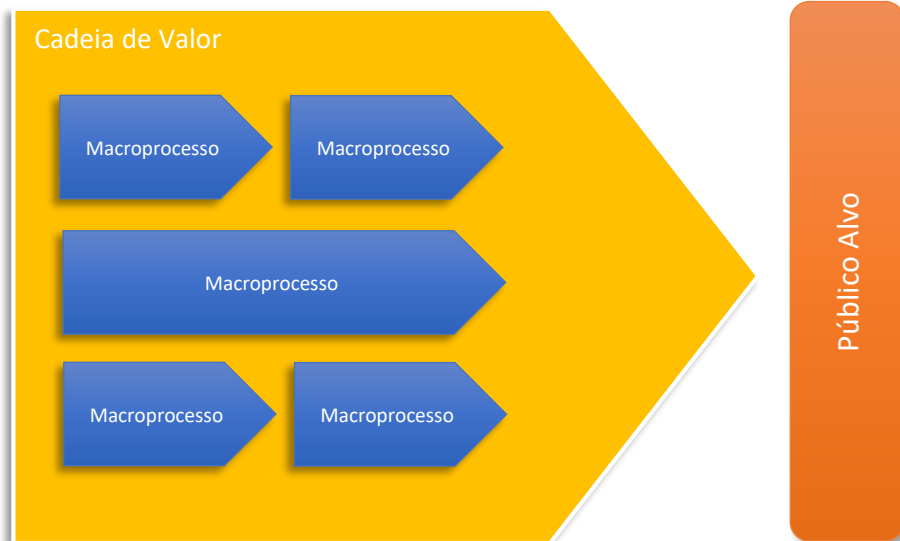 Cadeia de Valor
Macroprocesso
Macroprocesso
Macroprocesso
Macroprocesso
Macroprocesso
Público Alvo